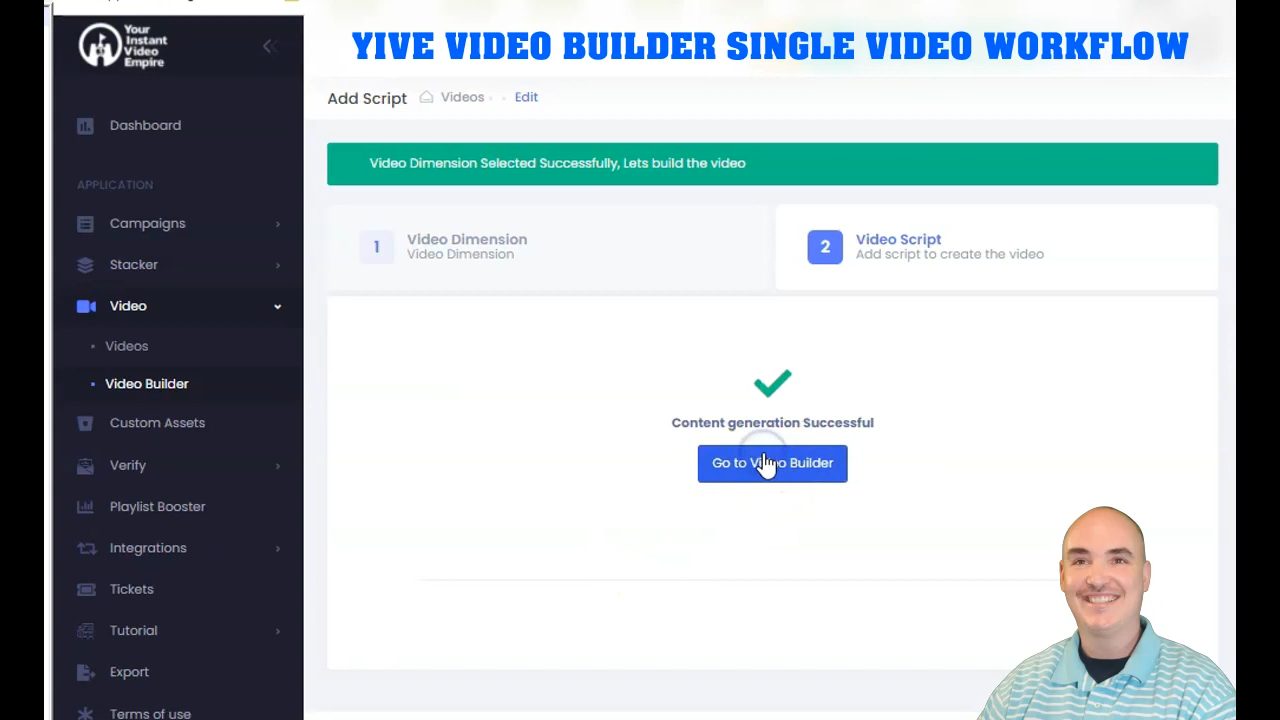 Your
Instant
Video
Empire
YIVE VIDEO BUILDER SINGLE VIDEO WORKFLOW
Add Script
Videos
Edit
Dashboard
Video Dimension Selected Successfully, Lets build the video
APPLICATION
Campaigns
Stacker
Video
Videos
Video Builder
Custom Assets
Verify
Playlist Booster
Integrations
Tickets
Tutorial
Export
Terms of use
1
Video Dimension
Video Dimension
2
Video Script
Add script to create the video
Content generation Successful
Go to Video Builder